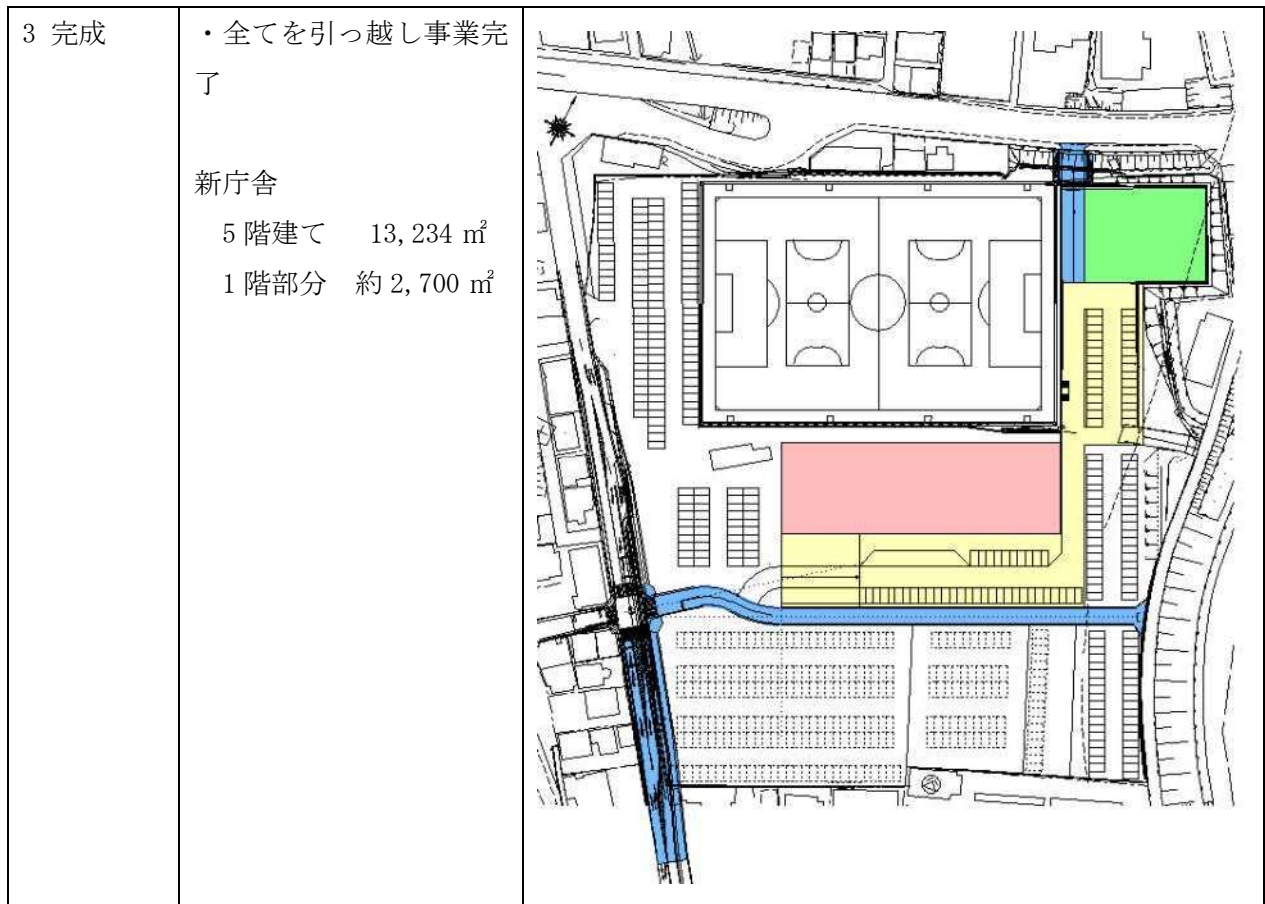 3 完成
・全てを引っ越し事業完
了
新庁舎
5 階建て 13,234 ㎡
1 階部分 約 2,700 ㎡